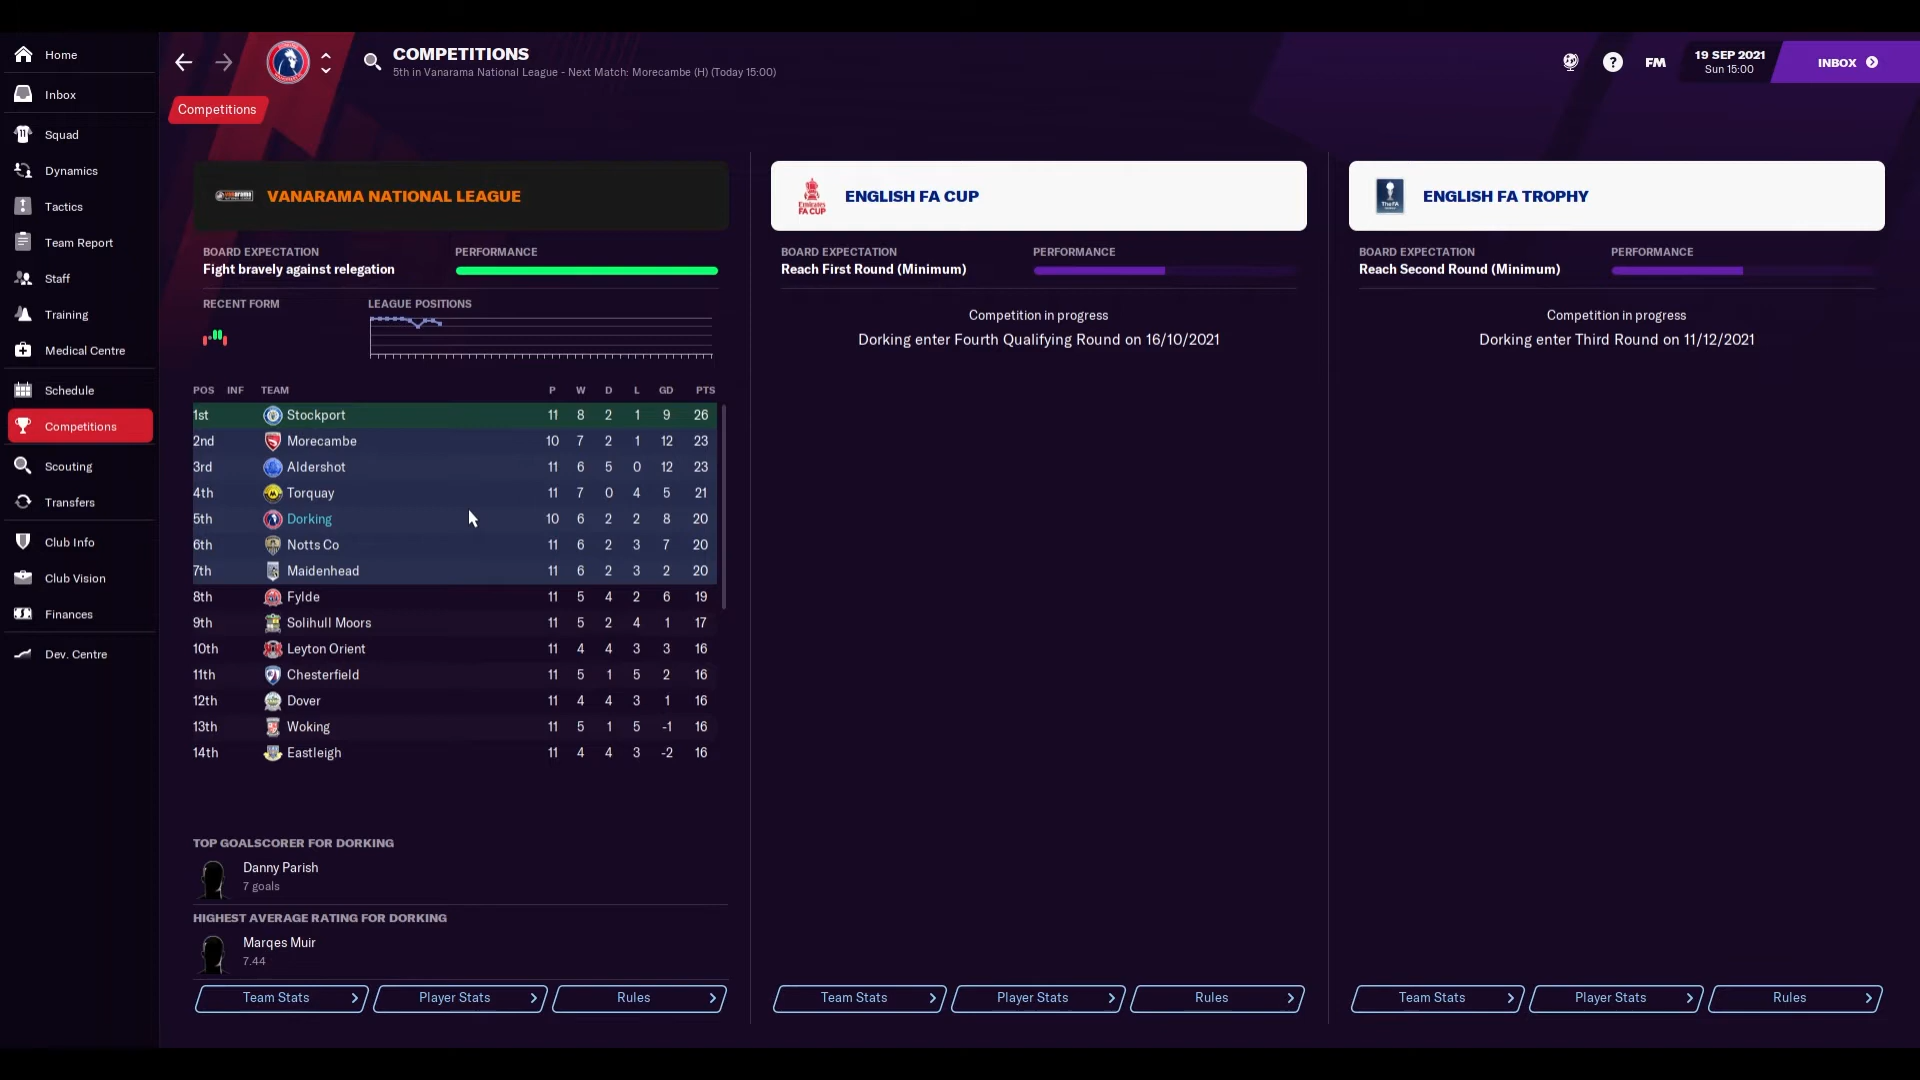 Home
Inbox
Squad
Dynamics
Tactics
Team Report
Staff
Training
Medical Centre
Schedule
Competitions
Scouting
Transfers
Club Info
Club Vision
Finances
Dev. Centre
COMPETITIONS
5th in Vanarama National League - Next Match: Morecambe (H) (Today 15:00)
FM
19 SEP 2021
Sun 15:00
INBOX
Competitions
VANARAMA NATIONAL LEAGUE
BOARD EXPECTATION PERFORMANCE
Fight bravely against relegation
RECENT FORM LEAGUE POSITIONS
POS INF TEAM P W D L GD PTS
1st Stockport 11 8 2 1 9 26
2nd Morecambe 10 7 2 1 12 23
3rd Aldershot 11 6 5 0 12 23
4th Torquay 11 7 0 4 5 21
5th Dorking 10 6 2 2 8 20
6th Notts Co 11 6 2 3 7 20
7th Maidenhead 11 6 2 3 2 20
8th Fylde 11 5 4 2 6 19
9th Solihull Moors 11 5 2 4 1 17
10th Leyton Orient 11 4 4 3 3 16
11th Chesterfield 11 5 1 5 2 16
12th Dover 11 4 4 3 1 16
13th Woking 11 5 1 5 -1 16
14th Eastleigh 11 4 4 3 -2 16
TOP GOALSCORER FOR DORKING
Danny Parish
7 goals
HIGHEST AVERAGE RATING FOR DORKING
Marqes Muir
7.44
Team Stats Player Stats Rules
Emirates
FA CUP
ENGLISH FA CUP
BOARD EXPECTATION PERFORMANCE
Reach First Round (Minimum)
Competition in progress
Dorking enter Fourth Qualifying Round on 16/10/2021
Team Stats Player Stats Rules
The FA
ENGLISH FA TROPHY
BOARD EXPECTATION PERFORMANCE
Reach Second Round (Minimum)
Competition in progress
Dorking enter Third Round on 11/12/2021
Team Stats Player Stats Rules